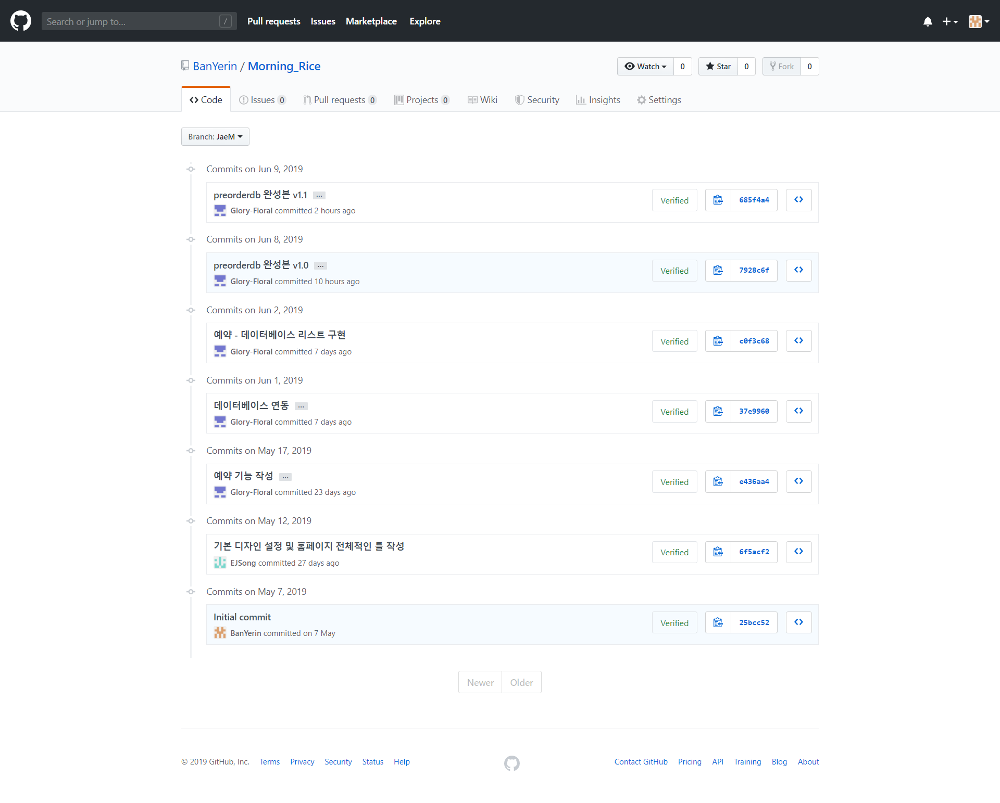 Search or jump to... /
Pull requests Issues Marketplace Explore
BanYerin / Morning_Rice
Watch 0 Star 0 Fork 0
Code Issues 0 Pull requests 0 Projects 0 Wiki Security Insights Settings
Branch: JaeM
Commits on Jun 9, 2019
preorderdb 완성본 v1.1 ...
Glory-Floral committed 2 hours ago
Verified 685f4a4
Commits on Jun 8, 2019
preorderdb 완성본 v1.0 ...
Glory-Floral committed 10 hours ago
Verified 7928c6f
Commits on Jun 2, 2019
예약 - 데이터베이스 리스트 구현
Glory-Floral committed 7 days ago
Verified c0f3c68
Commits on Jun 1, 2019
데이터베이스 연동 ...
Glory-Floral committed 7 days ago
Verified 37e9960
Commits on May 17, 2019
예약 기능 작성 ...
Glory-Floral committed 23 days ago
Verified e436aa4
Commits on May 12, 2019
기본 디자인 설정 및 홈페이지 전체적인 틀 작성
EJSong committed 27 days ago
Verified 6f5acf2
Commits on May 7, 2019
Initial commit
BanYerin committed on 7 May
Verified 25bcc52
Newer Older
© 2019 GitHub, Inc. Terms Privacy Security Status Help
Contact GitHub Pricing API Training Blog About